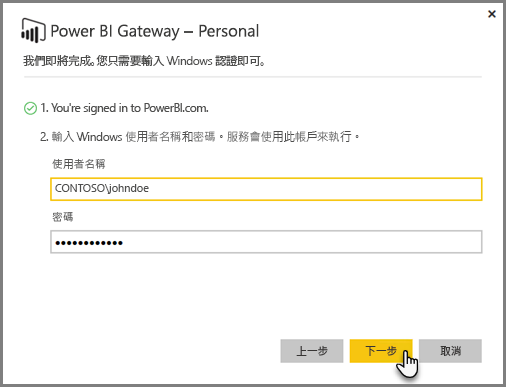 Power BI Gateway – Personal
我們即將完成。您只需要輸入 Windows 認證即可。
1. You're signed in to PowerBI.com.
2. 輸入 Windows 使用者名稱和密碼。服務會使用此帳戶來執行。
使用者名稱
CONTOSO\johndoe
密碼
••••••••••••
上一步 下一步 取消